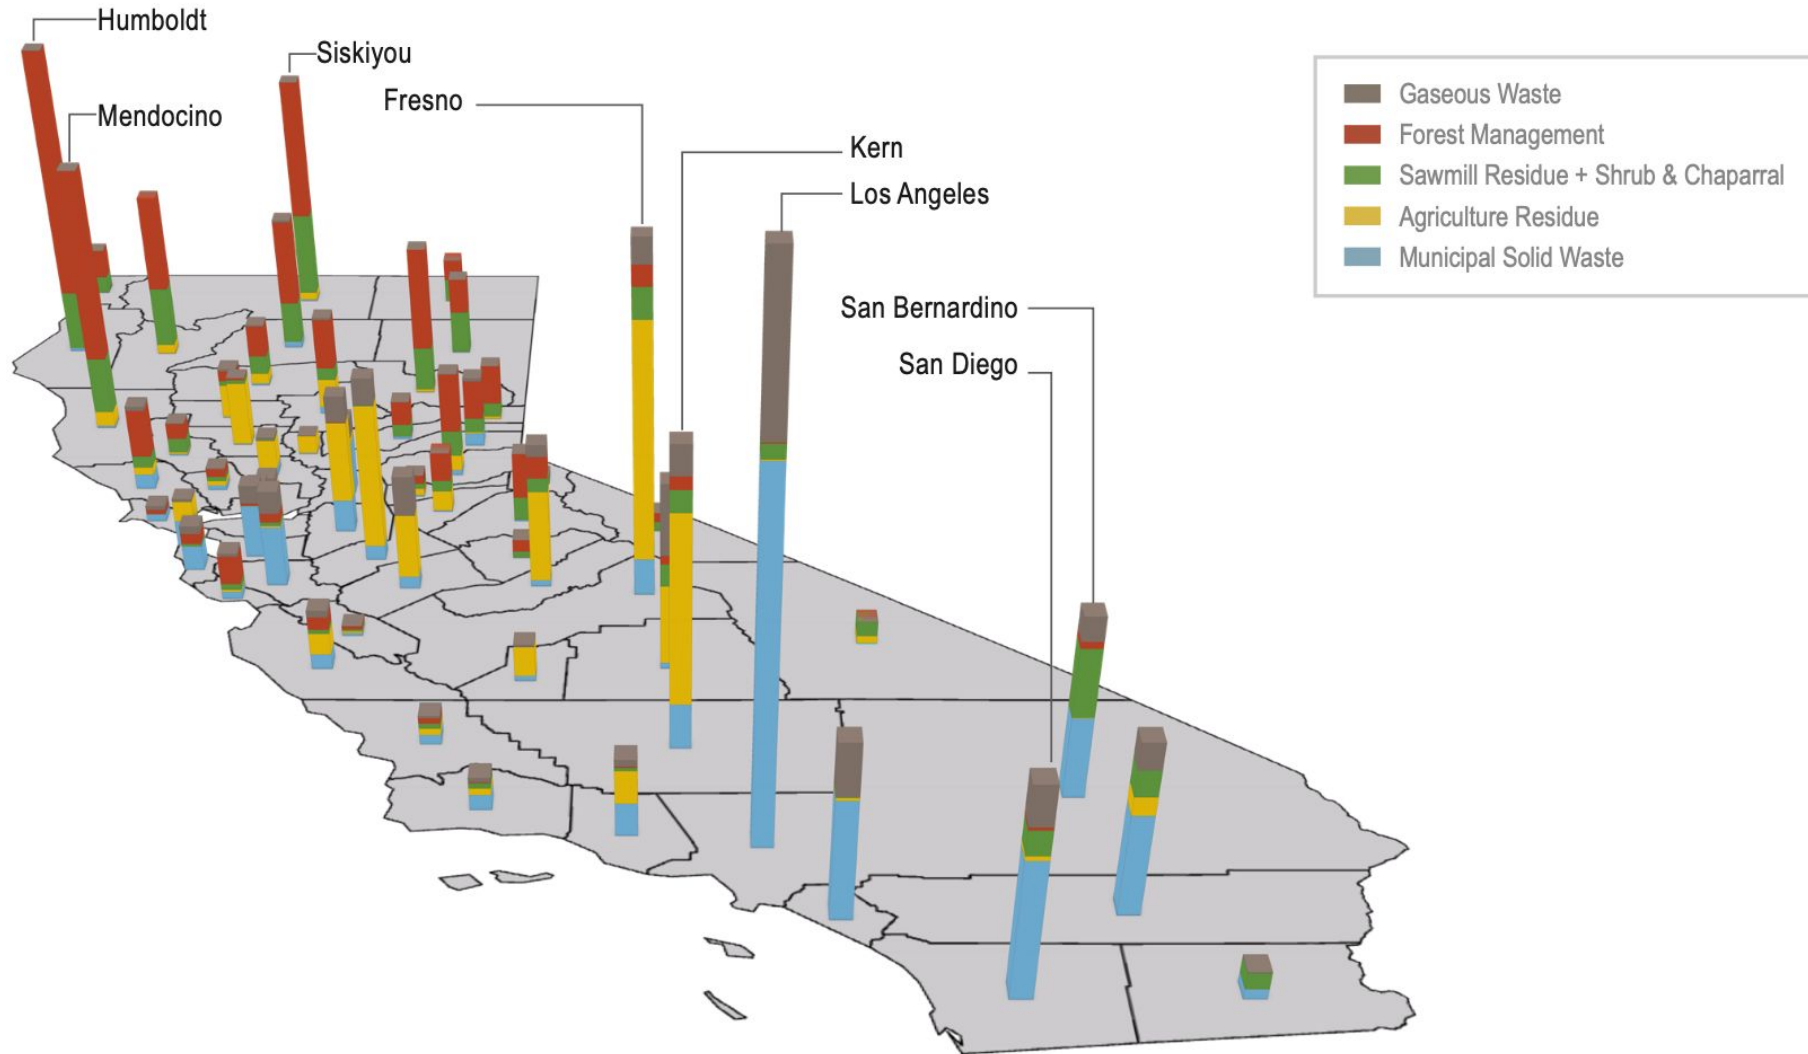 Humboldt
Siskiyou
Fresno
Mendocino
Kern
Los Angeles
San Bernardino
San Diego
Gaseous Waste
Forest Management
Sawmill Residue + Shrub & Chaparral
Agriculture Residue
Municipal Solid Waste